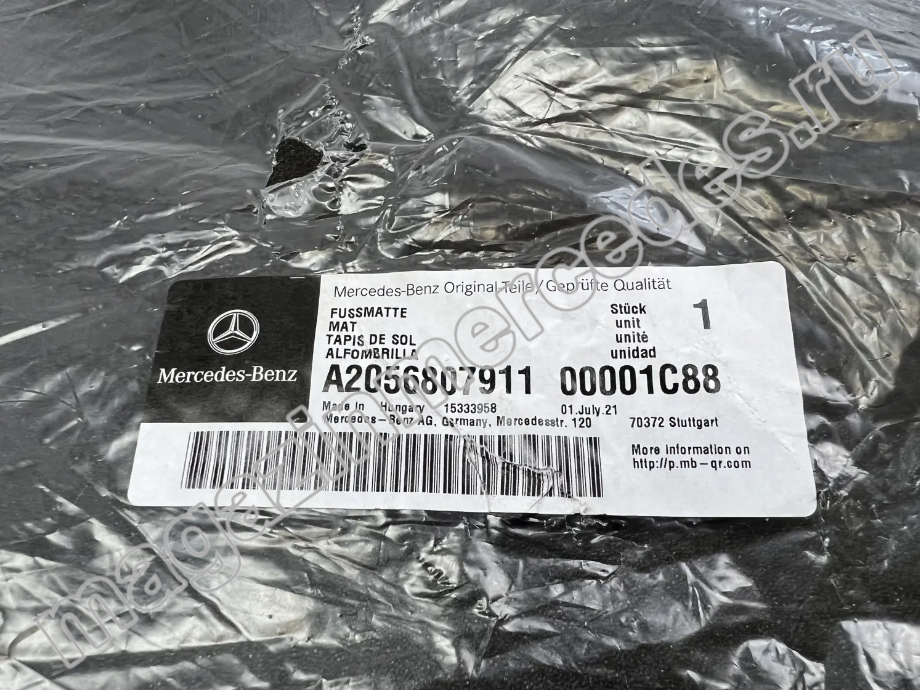 Mercedes-Benz Original-Teile/Geprüfte Qualität
FUSSMATTE
MAT
TAPIS DE SOL
ALFOMBRILLA
Stück
unit
unité
unidad
1
Mercedes-Benz
A2056807911 00001C88
Made in Hungary 15333958 01.July.21
Mercedes-Benz AG, Germany, Mercedesstr. 120 70372 Stuttgart
More information on
http://p.mb-qr.com
magazinmercedes.ru